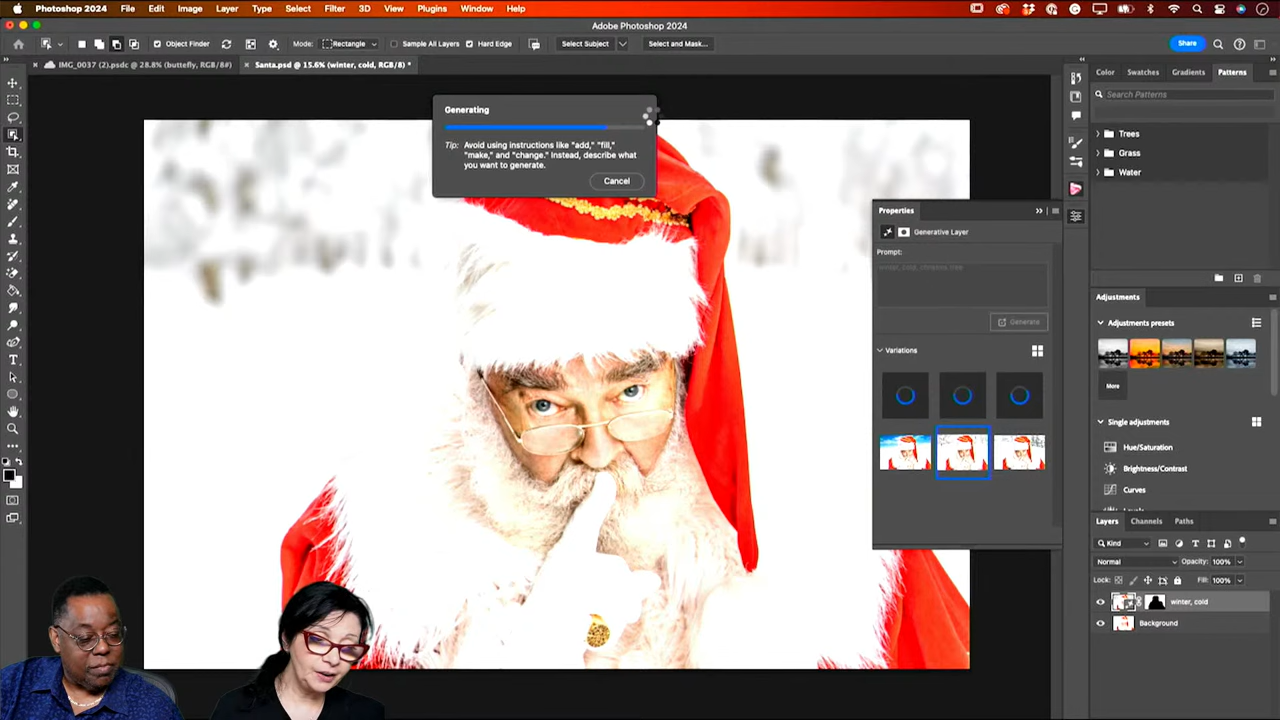 Photoshop 2024 File Edit Image Layer Type Select Filter 3D View Plugins Window Help
Adobe Photoshop 2024
Object Finder Mode: Rectangle Sample All Layers Hard Edge Select Subject Select and Mask... Share
IMG_0037 (2).psdc @ 28.8% (buttefly, RGB/8#) Santa.psd @ 15.6% (winter, cold, RGB/8) *
Color Swatches Gradients Patterns
Search Patterns
Trees
Grass
Water
Generating
Tip: Avoid using instructions like "add," "fill,"
"make," and "change." Instead, describe what
you want to generate.
Cancel
Properties
Generative Layer
Prompt:
Generate
Variations
Adjustments
Adjustments presets
More
Single adjustments
Hue/Saturation
Brightness/Contrast
Curves
Layers Channels Paths
Kind
Normal Opacity: 100%
Lock: Fill: 100%
winter, cold
Background